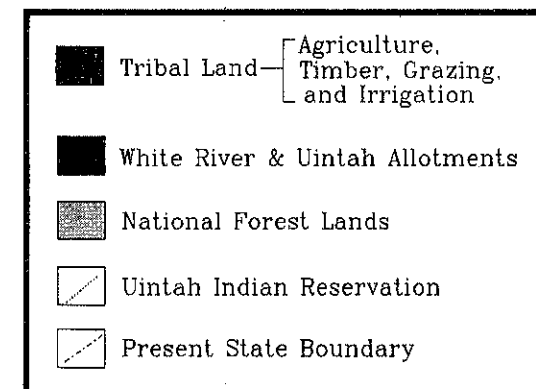 Agriculture,
Tribal Land Timber, Grazing,
and Irrigation
White River & Uintah Allotments
National Forest Lands
Uintah Indian Reservation
Present State Boundary